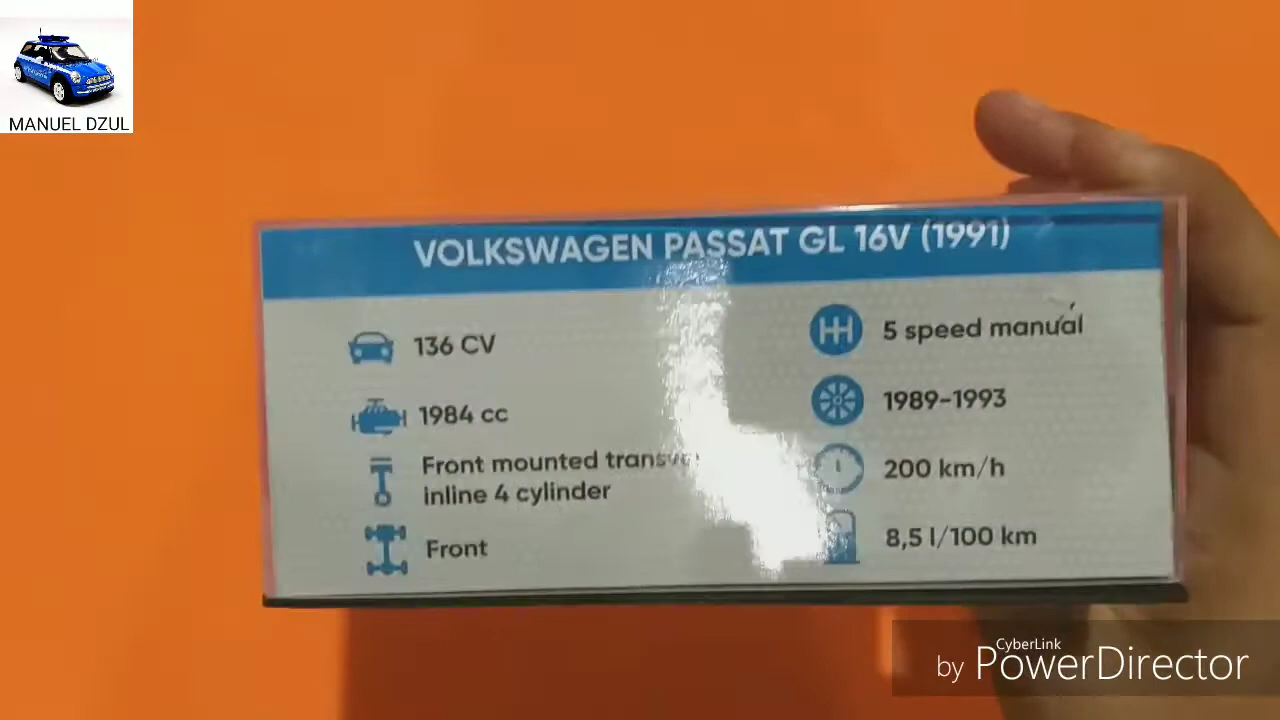 MANUEL DZUL
VOLKSWAGEN PASSAT GL 16V (1991)
136 CV
1984 cc
Front mounted
inline 4 cylinder
Front
5 speed manual
1989-1993
200 km/h
8,5 l/100 km
CyberLink
by PowerDirector